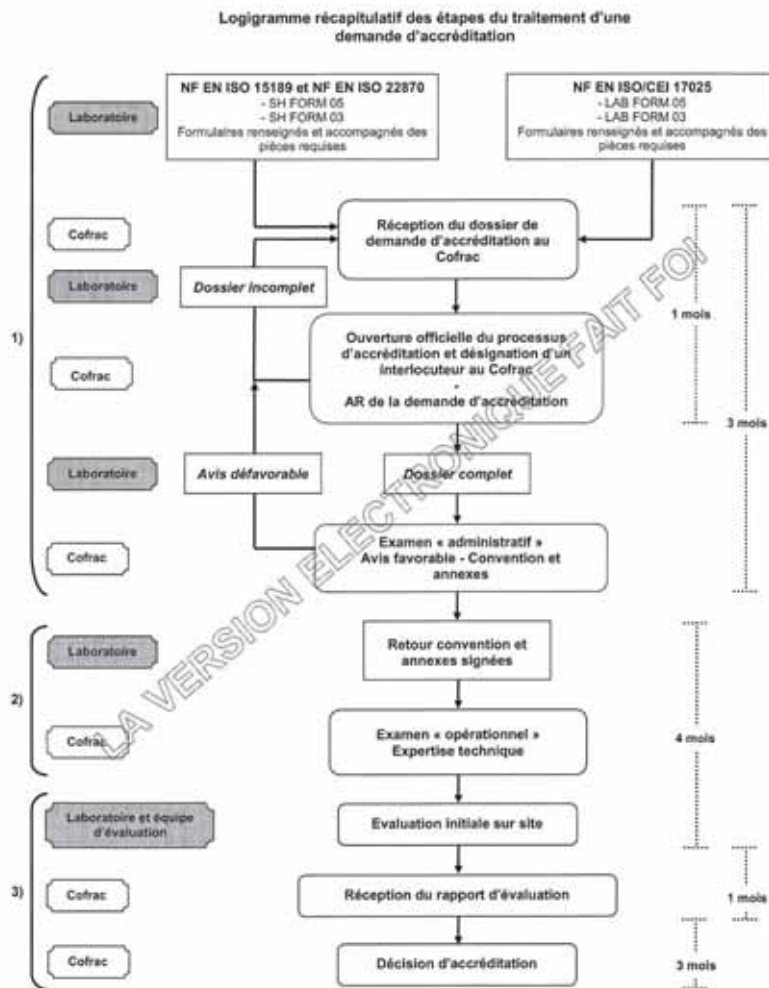 Logigramme récapitulatif des étapes du traitement d'une
demande d'accréditation
NF EN ISO 15189 et NF EN ISO 22870
- SH FORM 05
- SH FORM 03
Formulaires renseignés et accompagnés des
pièces requises
NF EN ISO/CEI 17025
- LAB FORM 05
- LAB FORM 03
Formulaires renseignés et accompagnés des
pièces requises
Laboratoire
1)
Cofrac
Réception du dossier de
demande d'accréditation au
Cofrac
Laboratoire
Dossier incomplet
1 mois
Cofrac
Ouverture officielle du processus
d'accréditation et désignation d'un
interlocuteur au Cofrac
-
AR de la demande d'accréditation
3 mois
Laboratoire
Avis défavorable
Dossier complet
Cofrac
Examen « administratif »
Avis favorable - Convention et
annexes
2)
Laboratoire
Retour convention et
annexes signées
Cofrac
Examen « opérationnel »
Expertise technique
4 mois
3)
Laboratoire et équipe
d'évaluation
Evaluation initiale sur site
Cofrac
Réception du rapport d'évaluation
1 mois
Cofrac
Décision d'accréditation
3 mois
LA VERSION ELECTRONIQUE FAIT FOI